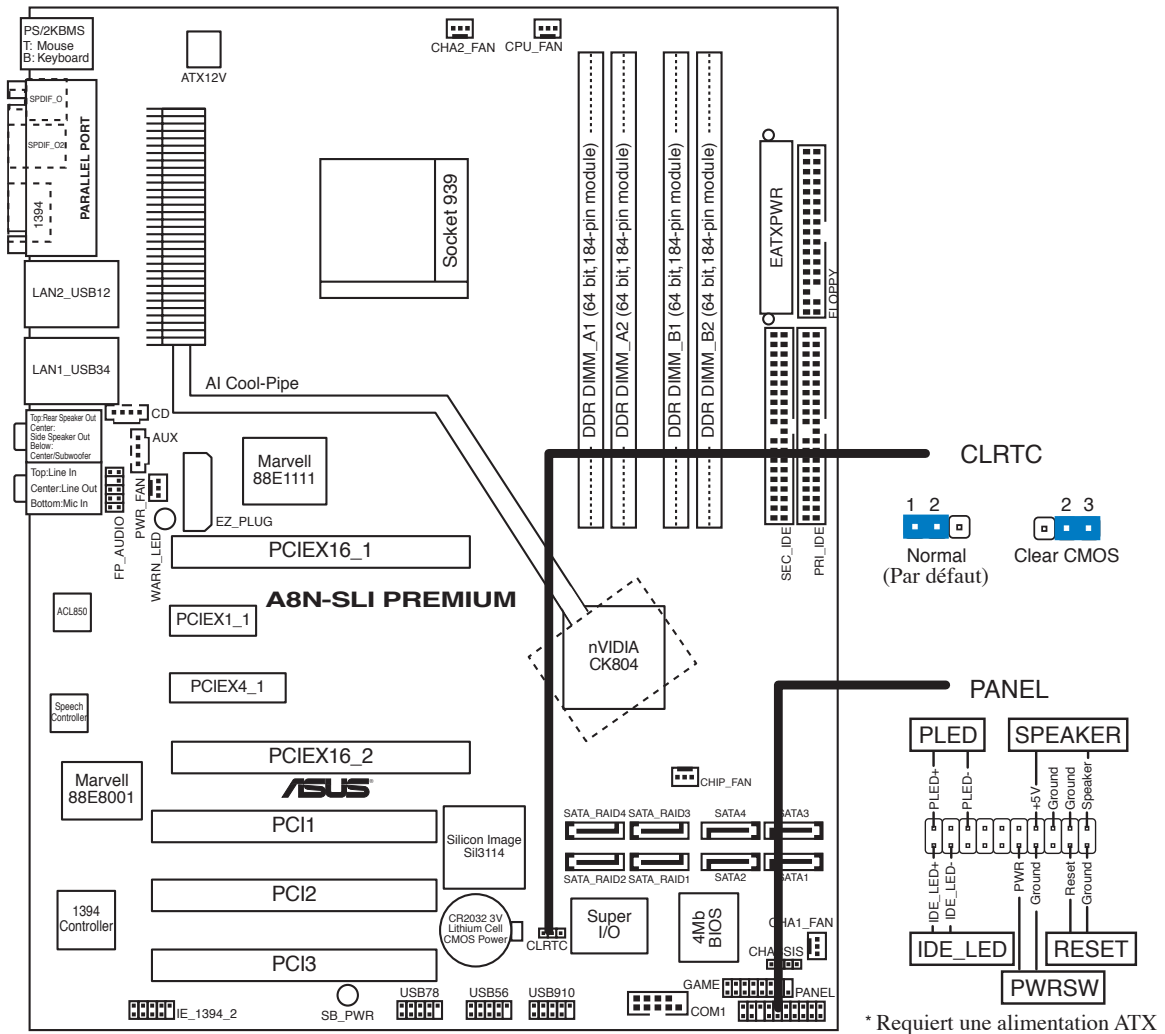 PS/2KBMS
T: Mouse
B: Keyboard
ATX12V
CHA2_FAN
CPU_FAN
SPDIF_O
SPDIF_O2
PARALLEL PORT
1394
Socket 939
DDR DIMM_A1 (64 bit,184-pin module)
DDR DIMM_A2 (64 bit,184-pin module)
DDR DIMM_B1 (64 bit,184-pin module)
DDR DIMM_B2 (64 bit,184-pin module)
EATXPWR
FLOPPY
LAN2_USB12
LAN1_USB34
AI Cool-Pipe
Top:Rear Speaker Out
Center:
Side Speaker Out
Below:
Center/Subwoofer
Top:Line In
Center:Line Out
Bottom:Mic In
CD
AUX
FP_AUDIO
PWR_FAN
WARN_LED
EZ_PLUG
Marvell
88E1111
SEC_IDE
PRI_IDE
CLRTC
1 2
2 3
Normal
(Par défaut)
Clear CMOS
PCIEX16_1
A8N-SLI PREMIUM
ACL850
PCIEX1_1
nVIDIA
CK804
PCIEX4_1
Speech
Controller
PCIEX16_2
ASUS
Marvell
88E8001
CHIP_FAN
PANEL
PLED
SPEAKER
PLED+
PLED-
+5V
Ground
Ground
Speaker
IDE_LED+
IDE_LED-
PWR
Ground
Reset
Ground
IDE_LED
RESET
PWRSW
* Requiert une alimentation ATX
PCI1
Silicon Image
Sil3114
SATA_RAID4
SATA_RAID3
SATA4
SATA3
SATA_RAID2
SATA_RAID1
SATA2
SATA1
PCI2
1394
Controller
CR2032 3V
Lithium Cell
CMOS Power
CLRTC
Super
I/O
4Mb
BIOS
CHA1_FAN
CHASSIS
PCI3
GAME
PANEL
IE_1394_2
SB_PWR
USB78
USB56
USB910
COM1